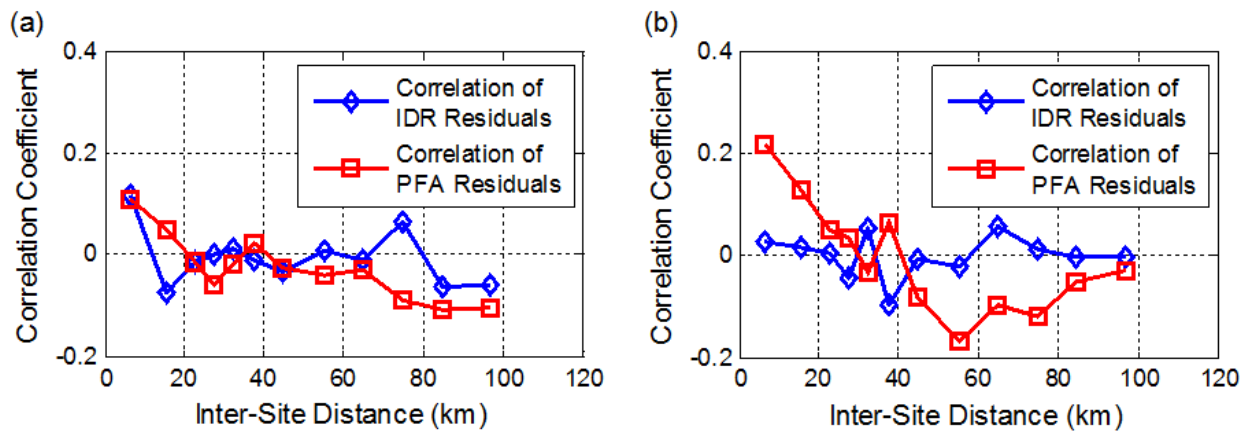 (a)
0.4
0.2
0
-0.2
Correlation Coefficient
Correlation of
IDR Residuals
Correlation of
PFA Residuals
0 20 40 60 80 100 120
Inter-Site Distance (km)
(b)
0.4
0.2
0
-0.2
Correlation Coefficient
Correlation of
IDR Residuals
Correlation of
PFA Residuals
0 20 40 60 80 100 120
Inter-Site Distance (km)